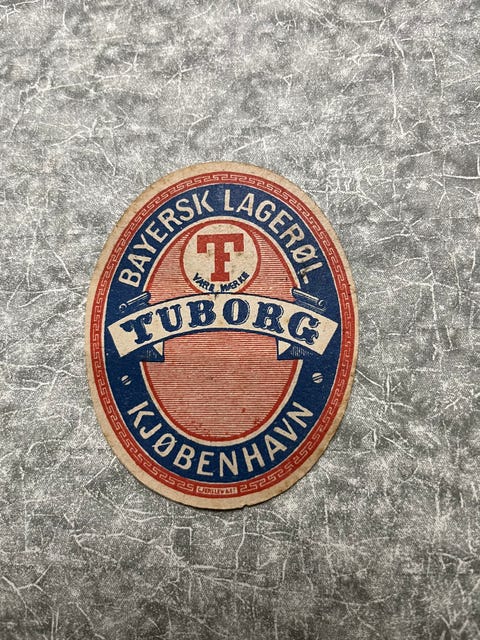 BAYERSK LAGERØL
T
VARE MÆRKE
TUBORG
KJØBENHAVN